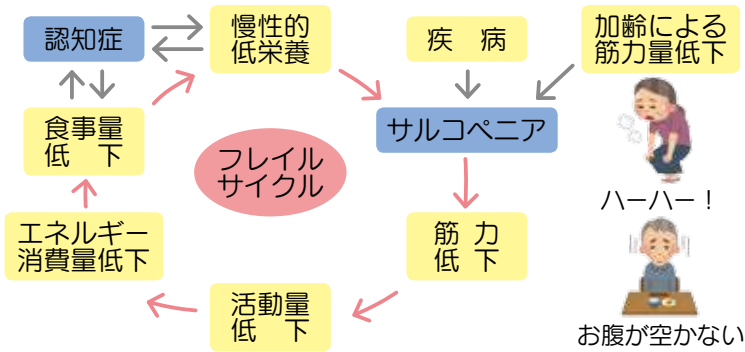 認知症
慢性的
低栄養
疾 病
加齢による
筋力量低下
食事量
低 下
フレイル
サイクル
サルコペニア
ハーハー！
エネルギー
消費量低下
筋 力
低 下
活動量
低 下
お腹が空かない